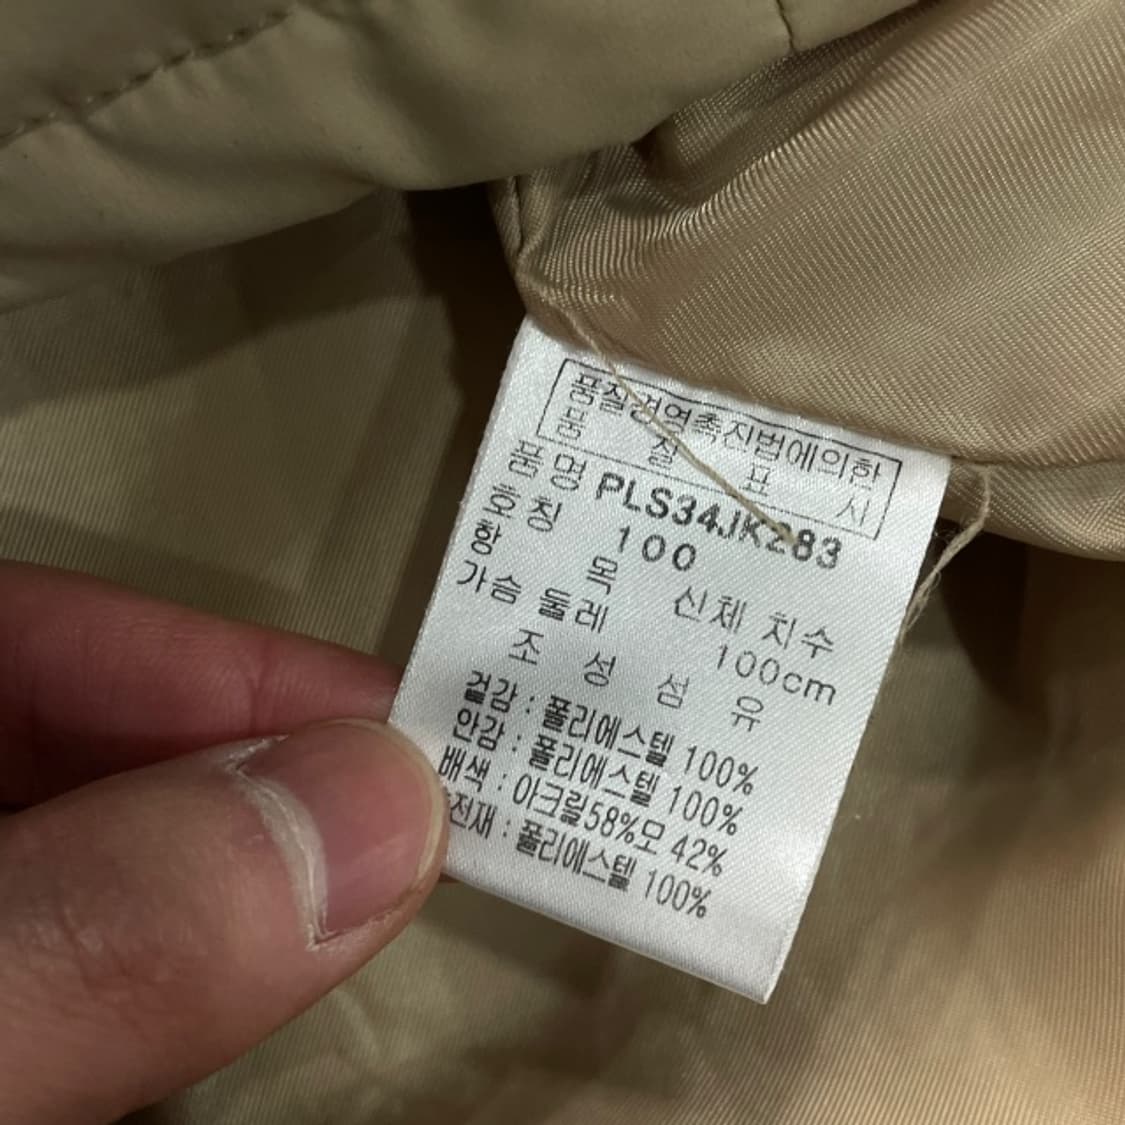 품질경영촉진법에의한
품 질 표 시
품 명 PLS34JK283
호 칭 100
항 목 신체 치수
가슴 둘레 100cm
조 성 섬 유
겉감 : 폴리에스텔 100%
안감 : 폴리에스텔 100%
배색 : 아크릴58%모 42%
전재 : 폴리에스텔 100%